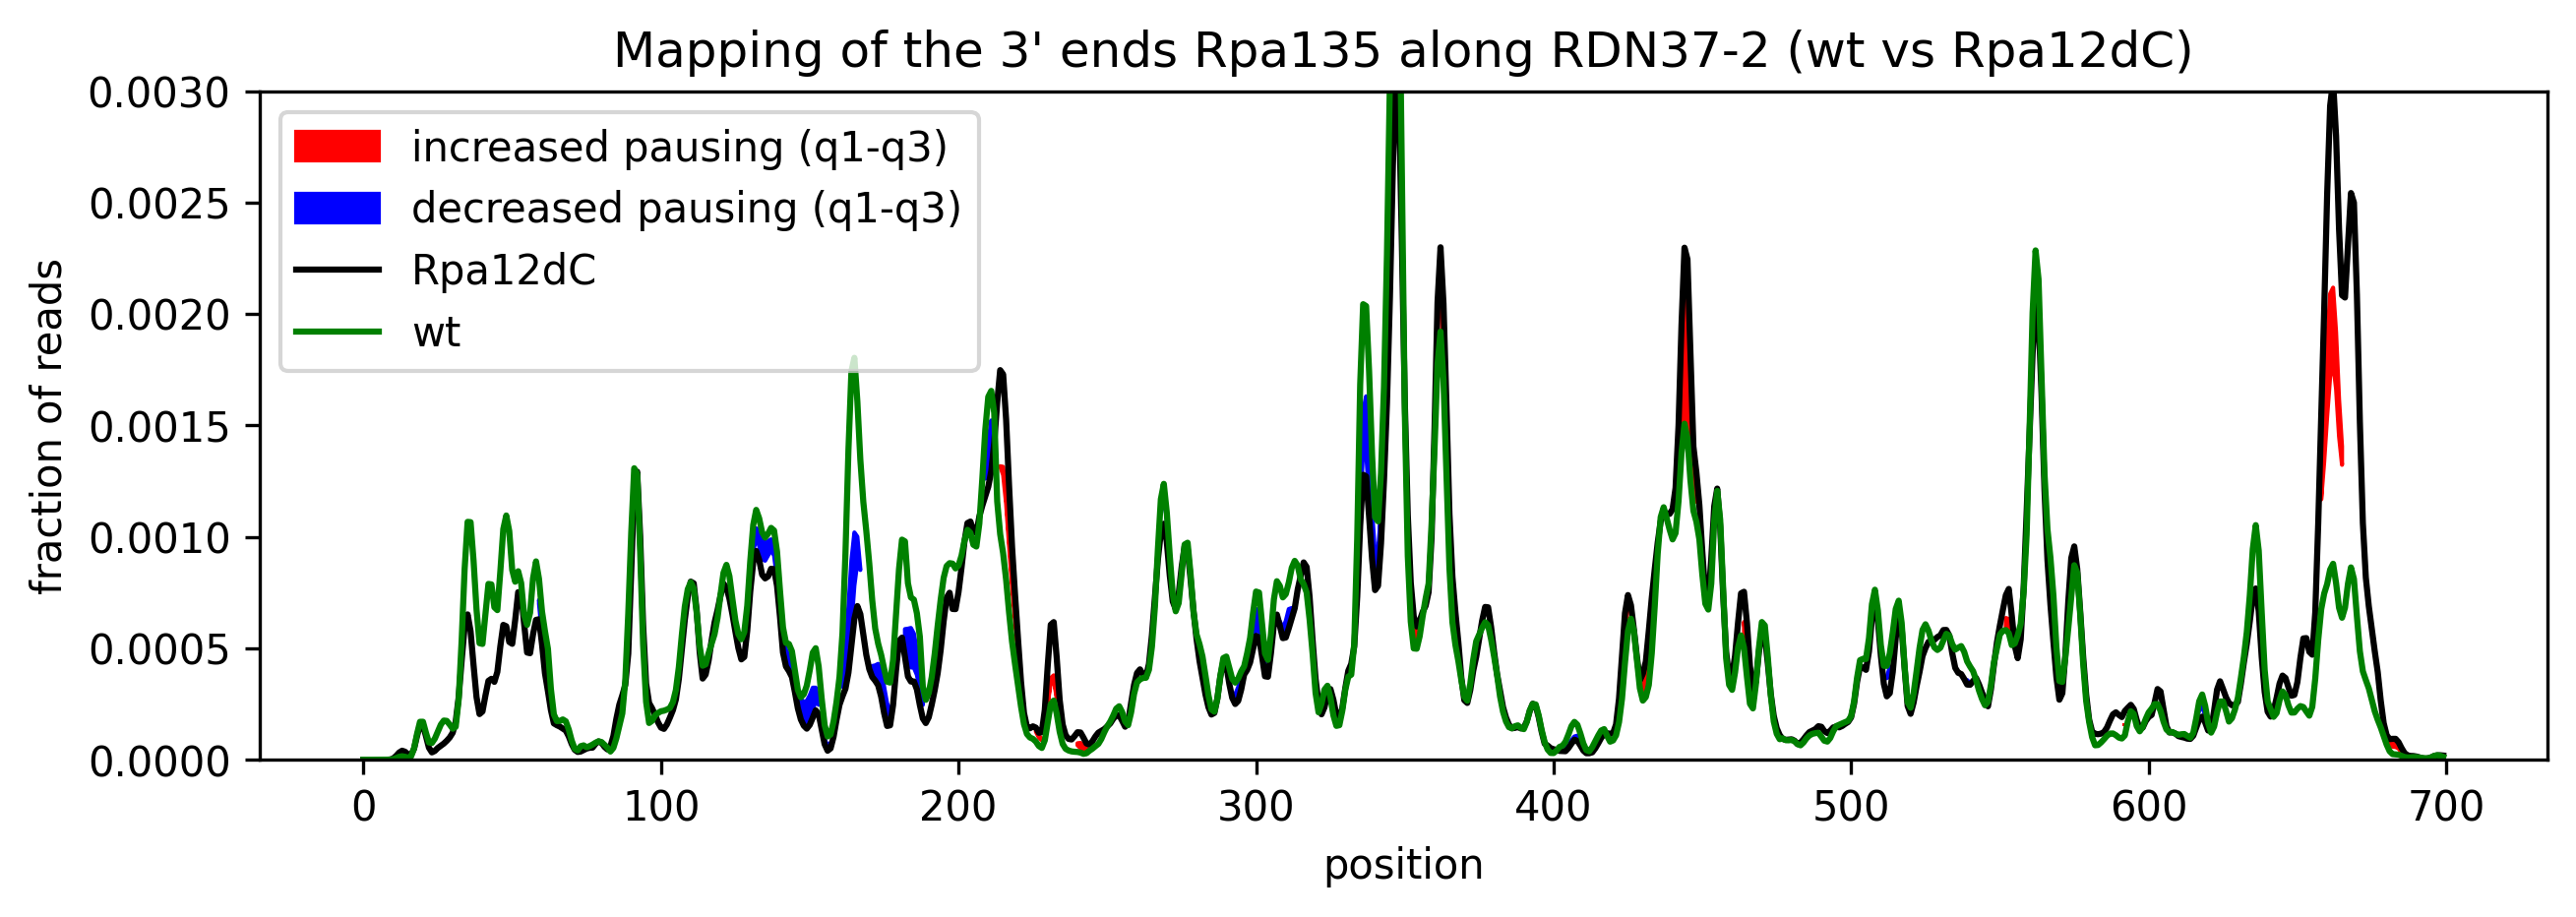 Mapping of the 3' ends Rpa135 along RDN37-2 (wt vs Rpa12dC)
0.0030
0.0025
0.0020
0.0015
0.0010
0.0005
0.0000
fraction of reads
increased pausing (q1-q3)
decreased pausing (q1-q3)
Rpa12dC
wt
0 100 200 300 400 500 600 700
position